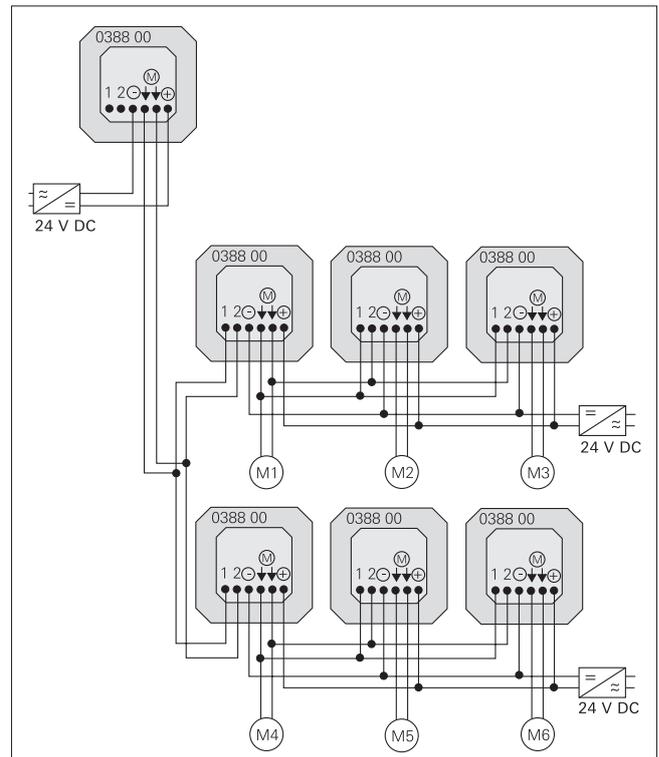 0388 00
M
1 2 - +
≈ =
24 V DC
0388 00 0388 00 0388 00
M M M
1 2 - + 1 2 - + 1 2 - +
= ≈
24 V DC
M1 M2 M3
0388 00 0388 00 0388 00
M M M
1 2 - + 1 2 - + 1 2 - +
= ≈
24 V DC
M4 M5 M6